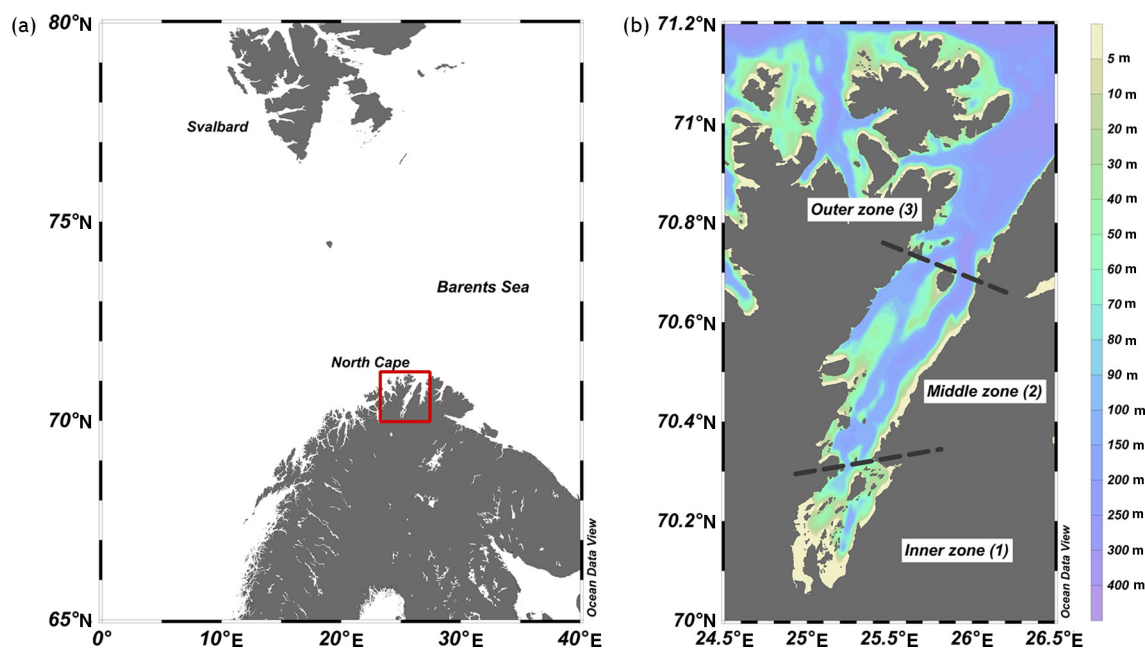 (a)
80°N
75°N
70°N
65°N
0°
10°E
20°E
30°E
40°E
Svalbard
Barents Sea
North Cape
Ocean Data View
(b)
71.2°N
71°N
70.8°N
70.6°N
70.4°N
70.2°N
70°N
24.5°E
25°E
25.5°E
26°E
26.5°E
Outer zone (3)
Middle zone (2)
Inner zone (1)
Ocean Data View
5 m
10 m
20 m
30 m
40 m
50 m
60 m
70 m
80 m
90 m
100 m
150 m
200 m
250 m
300 m
400 m